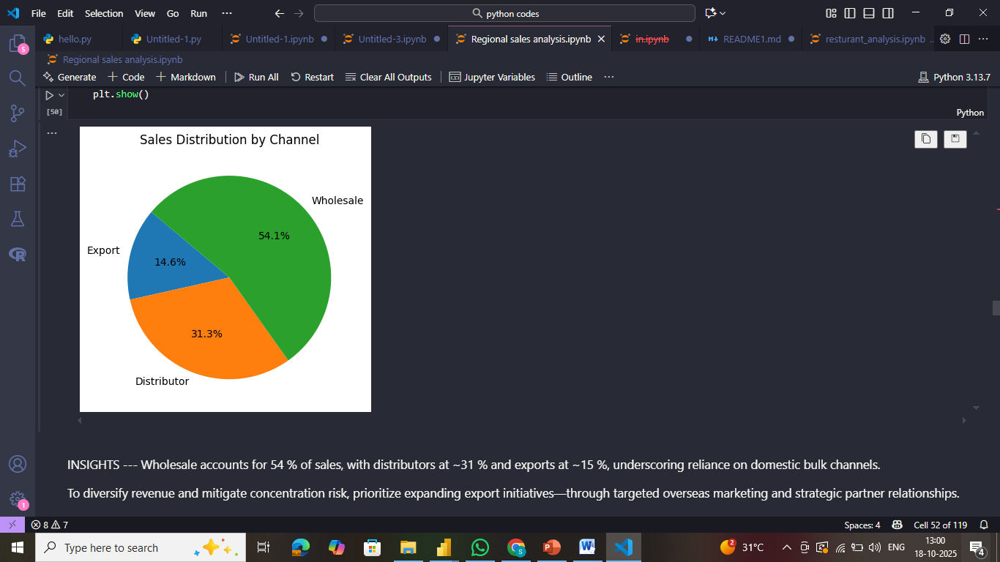 File Edit Selection View Go Run ··· python codes
hello.py Untitled-1.py Untitled-1.ipynb Untitled-3.ipynb Regional sales analysis.ipynb in.ipynb README1.md resturant_analysis.ipynb ...
Regional sales analysis.ipynb
Generate Code Markdown Run All Restart Clear All Outputs Jupyter Variables Outline ··· Python 3.13.7
plt.show()
[50] Python
Sales Distribution by Channel
Wholesale
54.1%
Export
14.6%
31.3%
Distributor
INSIGHTS --- Wholesale accounts for 54 % of sales, with distributors at ~31 % and exports at ~15 %, underscoring reliance on domestic bulk channels.
To diversify revenue and mitigate concentration risk, prioritize expanding export initiatives—through targeted overseas marketing and strategic partner relationships.
5
1
8 7 Spaces: 4 Cell 52 of 119
Type here to search 2 31°C ENG 13:00
18-10-2025
4